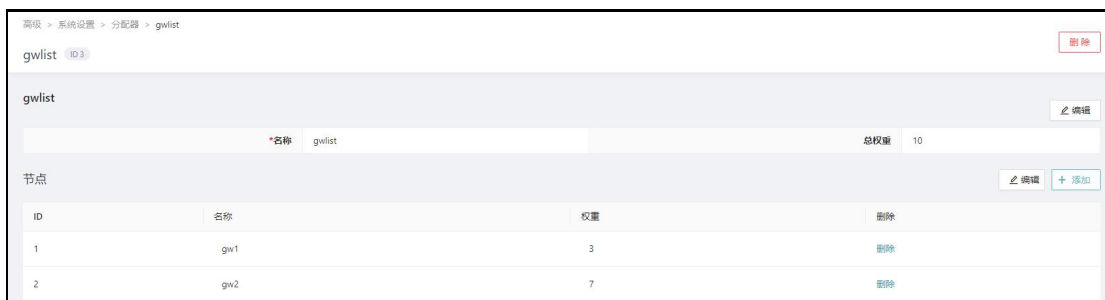 高级 > 系统设置 > 分配器 > gwlist
gwlist ID 3
删 除
gwlist
编辑
*名称 gwlist 总权重 10
节点
编辑 + 添加
ID 名称 权重 删除
1 gw1 3 删除
2 gw2 7 删除